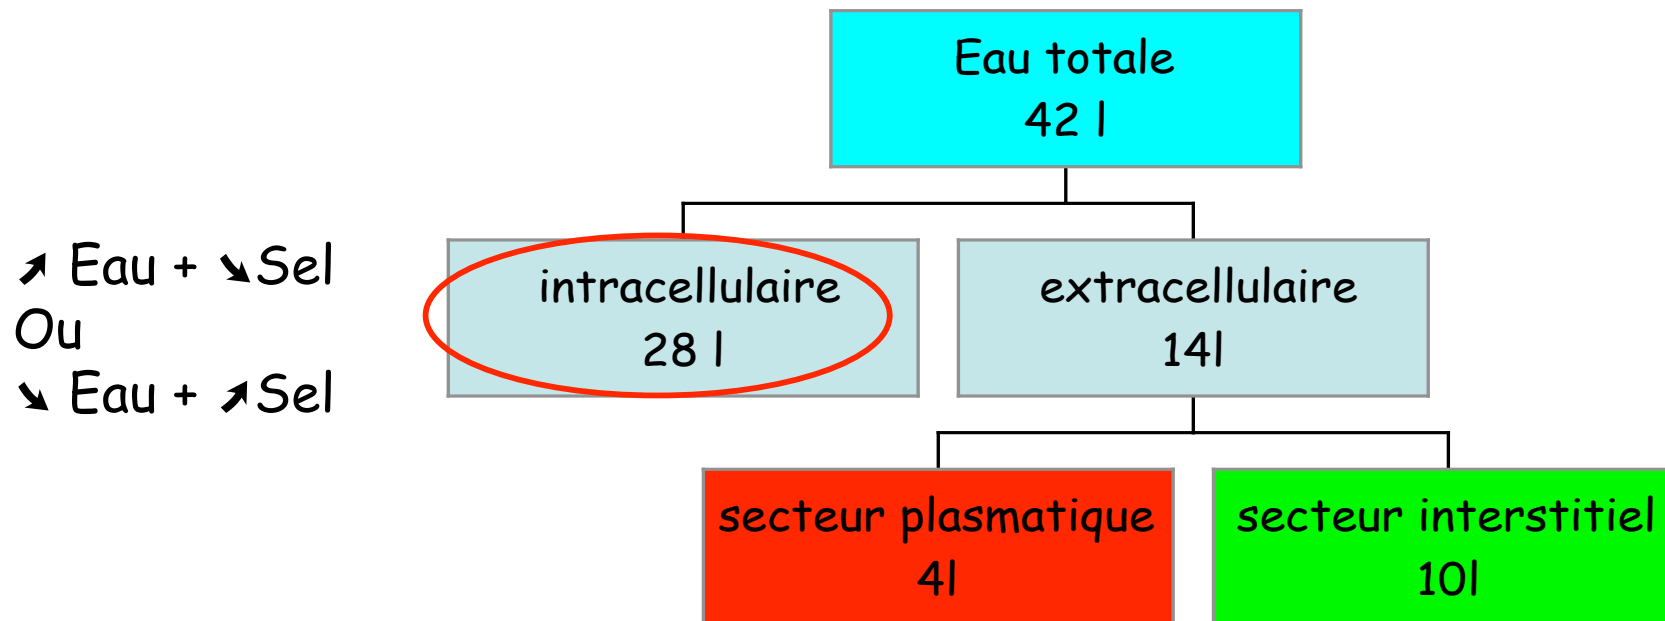 Eau totale
42 l
➚ Eau + ➘Sel
Ou
➘ Eau + ➚Sel
intracellulaire
28 l
extracellulaire
14l
secteur plasmatique
4l
secteur interstitiel
10l